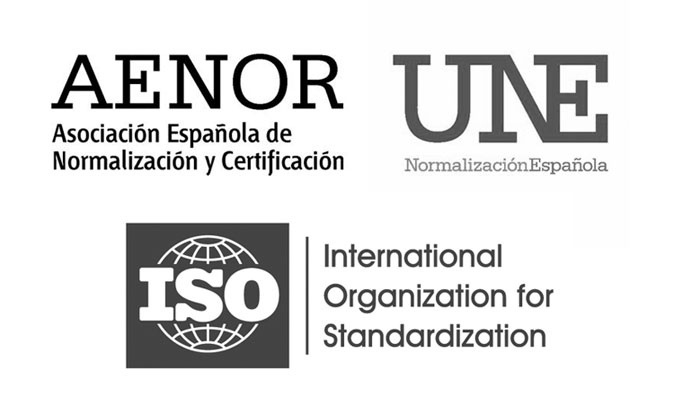 AENOR
Asociación Española de
Normalización y Certificación
UNE
NormalizaciónEspañola
ISO
International
Organization for
Standardization